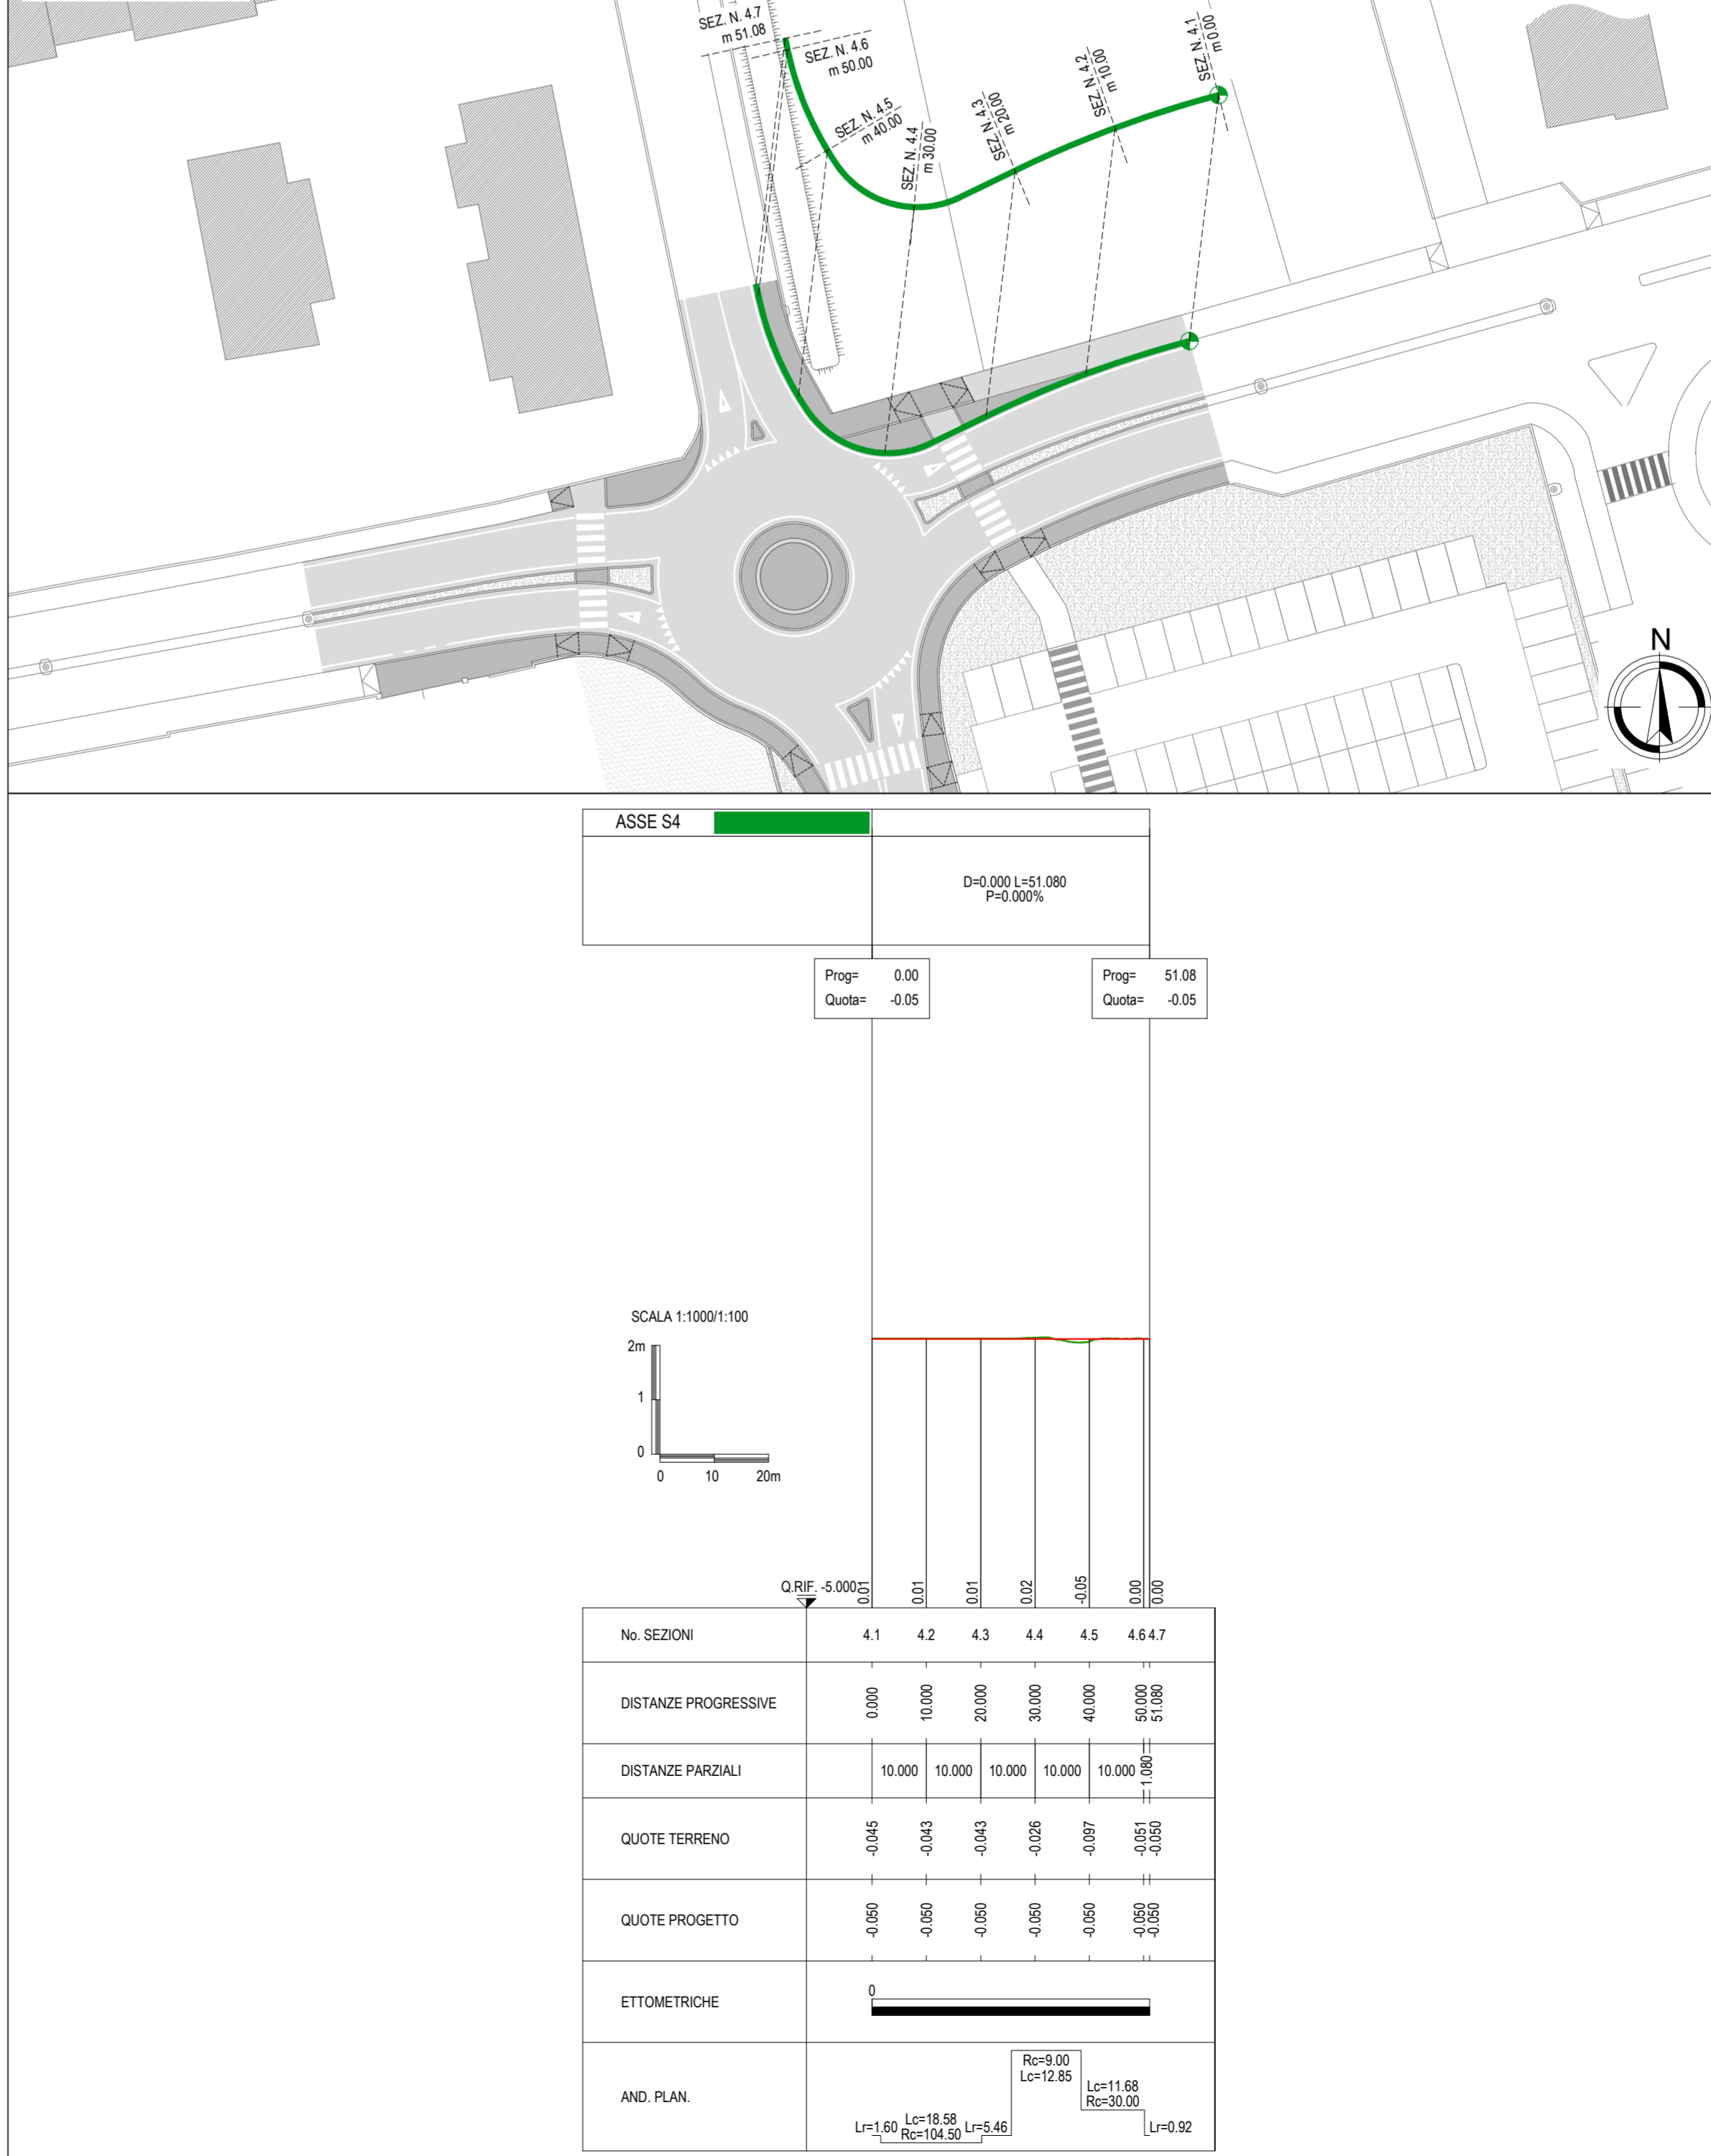 SEZ. N. 4.7
m 51.08
SEZ. N. 4.6
m 50.00
SEZ. N. 4.5
m 40.00
SEZ. N. 4.4
m 30.00
SEZ. N. 4.3
m 20.00
SEZ. N. 4.2
m 10.00
SEZ. N. 4.1
m 0.00
N
ASSE S4
D=0.000 L=51.080
P=0.000%
Prog= 0.00
Quota= -0.05
Prog= 51.08
Quota= -0.05
SCALA 1:1000/1:100
2m
1
0
0 10 20m
Q.RIF. -5.000
0.01 0.01 0.01 0.02 -0.05 0.00 0.00
No. SEZIONI 4.1 4.2 4.3 4.4 4.5 4.6 4.7
DISTANZE PROGRESSIVE 0.000 10.000 20.000 30.000 40.000 50.000 51.080
DISTANZE PARZIALI 10.000 10.000 10.000 10.000 10.000 1.080
QUOTE TERRENO -0.045 -0.043 -0.043 -0.026 -0.097 -0.051 -0.050
QUOTE PROGETTO -0.050 -0.050 -0.050 -0.050 -0.050 -0.050 -0.050
ETTOMETRICHE 0
AND. PLAN.
Lr=1.60
Lc=18.58
Rc=104.50
Lr=5.46
Rc=9.00
Lc=12.85
Lc=11.68
Rc=30.00
Lr=0.92